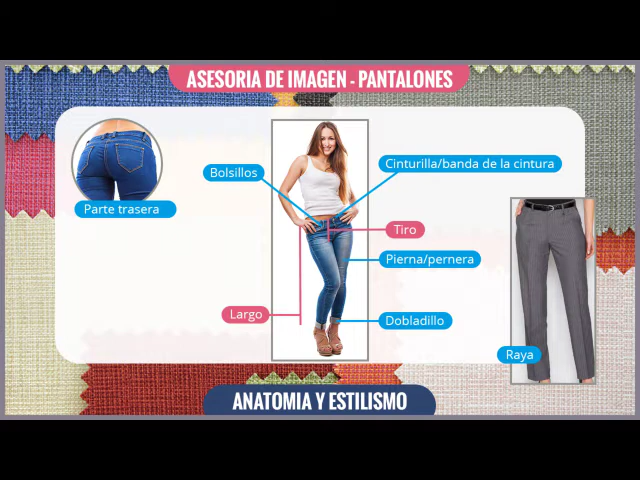 ASESORIA DE IMAGEN - PANTALONES
Bolsillos
Cinturilla/banda de la cintura
Parte trasera
Tiro
Pierna/pernera
Largo
Dobladillo
Raya
ANATOMIA Y ESTILISMO